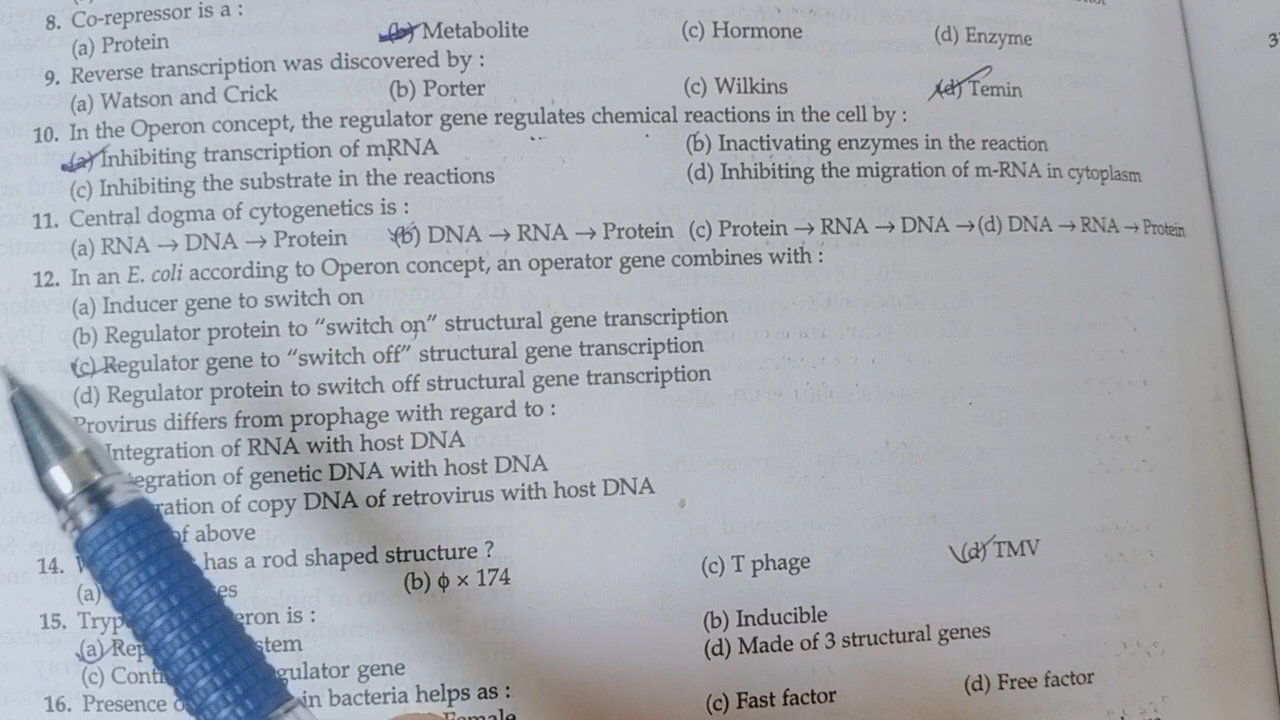 8. Co-repressor is a :
(a) Protein (b) Metabolite (c) Hormone (d) Enzyme
9. Reverse transcription was discovered by :
(a) Watson and Crick (b) Porter (c) Wilkins (d) Temin
10. In the Operon concept, the regulator gene regulates chemical reactions in the cell by :
(a) Inhibiting transcription of mRNA (b) Inactivating enzymes in the reaction
(c) Inhibiting the substrate in the reactions (d) Inhibiting the migration of m-RNA in cytoplasm
11. Central dogma of cytogenetics is :
(a) RNA → DNA → Protein (b) DNA → RNA → Protein (c) Protein → RNA → DNA → (d) DNA → RNA → Protein
12. In an E. coli according to Operon concept, an operator gene combines with :
(a) Inducer gene to switch on
(b) Regulator protein to "switch on" structural gene transcription
(c) Regulator gene to "switch off" structural gene transcription
(d) Regulator protein to switch off structural gene transcription
Provirus differs from prophage with regard to :
Integration of RNA with host DNA
egration of genetic DNA with host DNA
ration of copy DNA of retrovirus with host DNA
of above
14. has a rod shaped structure ?
(a) es (b) ϕ × 174 (c) T phage (d) TMV
15. Tryp eron is :
(a) Rep stem (b) Inducible
(c) Cont gulator gene (d) Made of 3 structural genes
16. Presence in bacteria helps as :
Female (c) Fast factor (d) Free factor